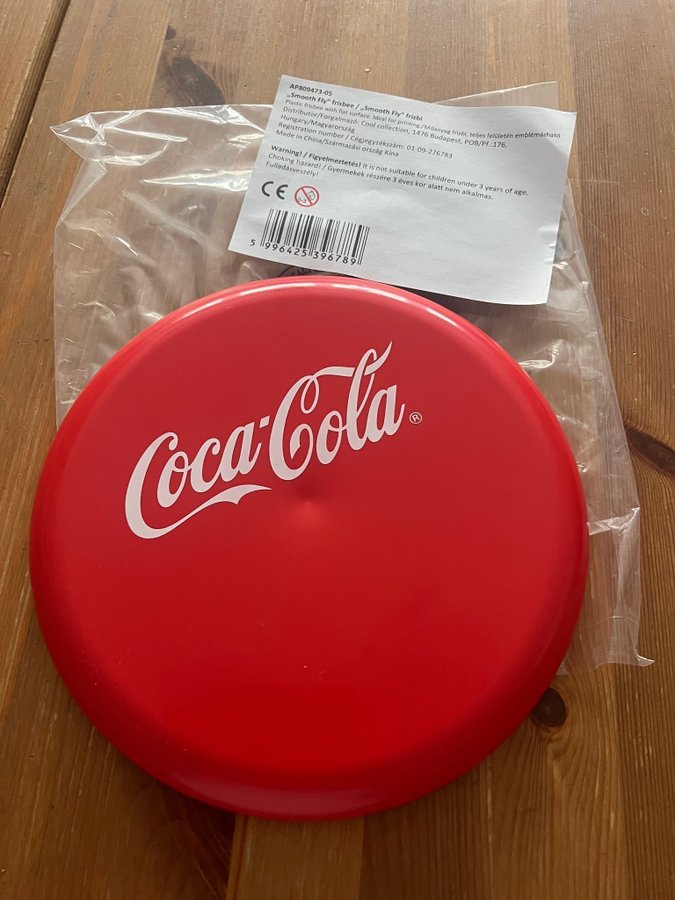 AP809473-05
„Smooth Fly" frisbee / „Smooth Fly" frizbi
Plastic frisbee with flat surface. Ideal for printing / Műanyag frizbi, teljes felületén emblémázható
Distributor/Forgalmozó: Cool collection, 1476 Budapest, POB/Pf.:176,
Hungary/Magyarország
Registration number / Cégjegyzékszám: 01-09-276783
Made in China/Származási ország Kína
Warning! / Figyelmeztetés! It is not suitable for children under 3 years of age.
Choking hazard! / Gyermekek részére 3 éves kor alatt nem alkalmas.
Fulladásveszély!
CE 0-3
5 996425 396789
Coca-Cola ®